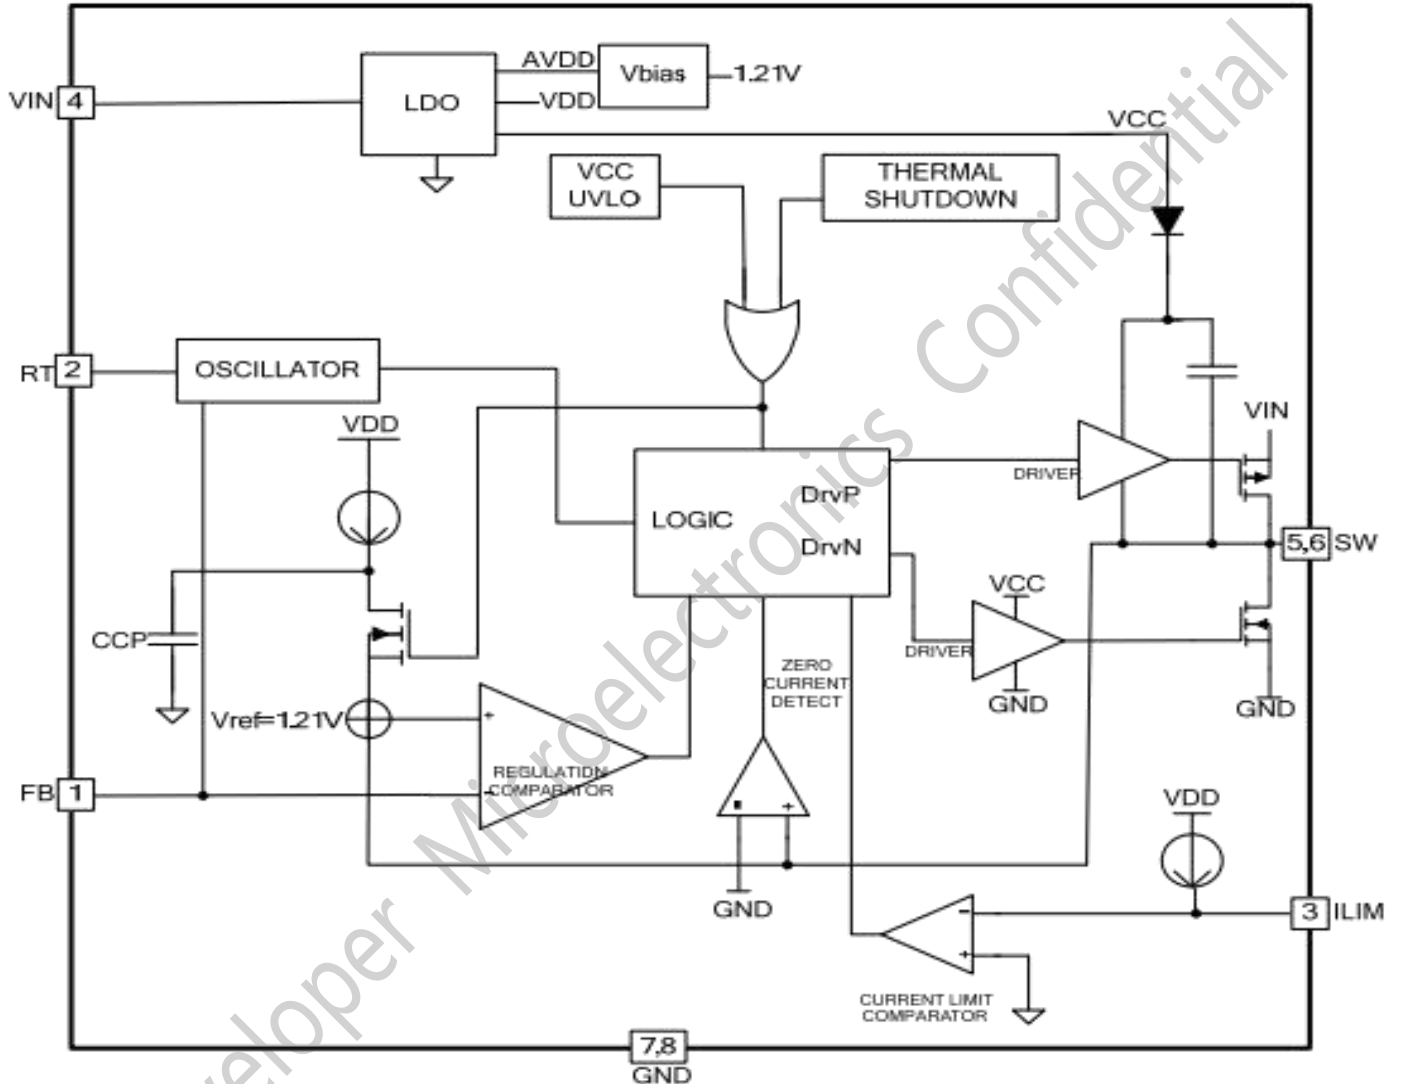 AVDD
Vbias
1.21V
VIN 4
LDO
VDD
VCC
VCC
UVLO
THERMAL
SHUTDOWN
RT 2
OSCILLATOR
VDD
VIN
DRIVER
DrvP
LOGIC
DrvN
5,6 SW
VCC
CCP
DRIVER
ZERO
CURRENT
DETECT
GND
GND
Vref=1.21V
+
REGULATION
COMPARATOR
-
FB 1
+
VDD
GND
-
3 ILIM
+
CURRENT LIMIT
COMPARATOR
7,8
GND
Microelectronics Confidential